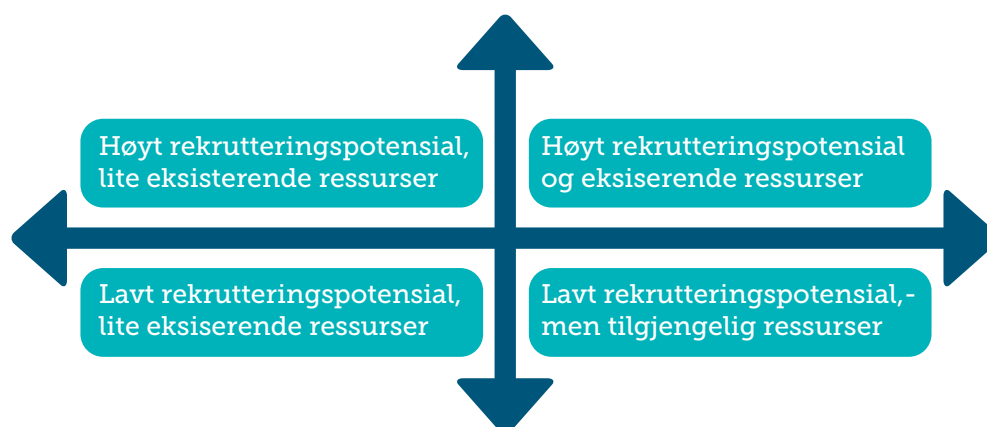 Høyt rekrutteringspotensial,
lite eksisterende ressurser
Høyt rekrutteringspotensial
og eksiserende ressurser
Lavt rekrutteringspotensial,
lite eksiserende ressurser
Lavt rekrutteringspotensial,-
men tilgjengelig ressurser